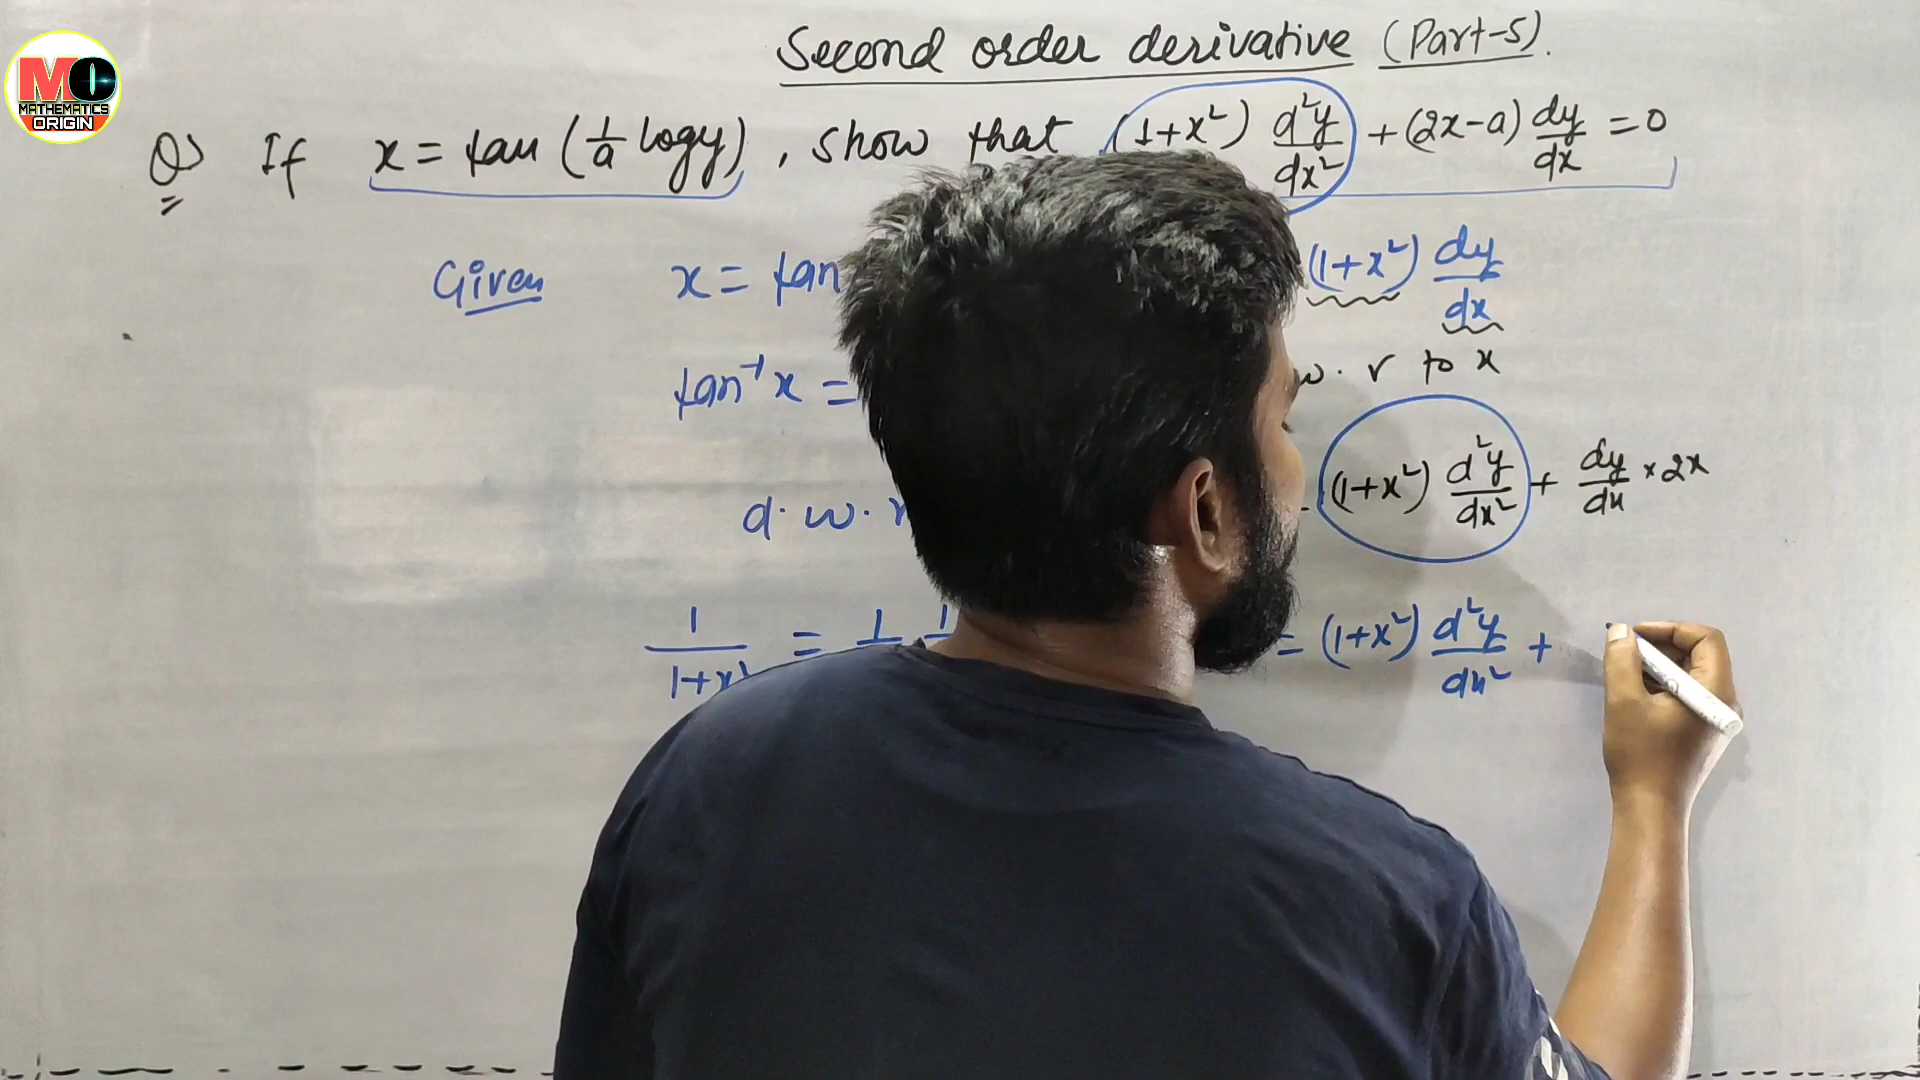 MO
MATHEMATICS
ORIGIN
Second order derivative (Part-5).
Q> If x = tan (1/a logy), show that (1+x²) d²y/dx² + (2x-a) dy/dx = 0
Given x = tan
(1+x²) dy/dx
tan⁻¹x =
w.r to x
(1+x²) d²y/dx² + dy/dx × 2x
d.w.r
1/(1+x²) = 1 1
= (1+x²) d²y/dx² +